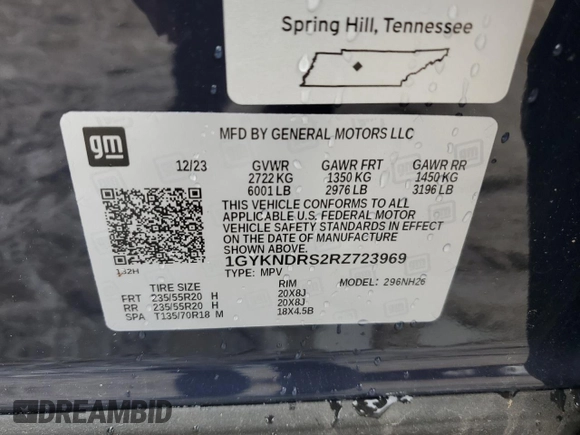 Spring Hill, Tennessee
gm
MFD BY GENERAL MOTORS LLC
12/23 GVWR GAWR FRT GAWR RR
2722 KG 1350 KG 1450 KG
6001 LB 2976 LB 3196 LB
THIS VEHICLE CONFORMS TO ALL
APPLICABLE U.S. FEDERAL MOTOR
VEHICLE SAFETY STANDARDS IN EFFECT
ON THE DATE OF MANUFACTURE
SHOWN ABOVE.
1GYKNDRS2RZ723969
TYPE: MPV MODEL: 296NH26
TIRE SIZE RIM
FRT 235/55R20 H 20X8J
RR 235/55R20 H 20X8J
SPA T135/70R18 M 18X4.5B
DREAMBID